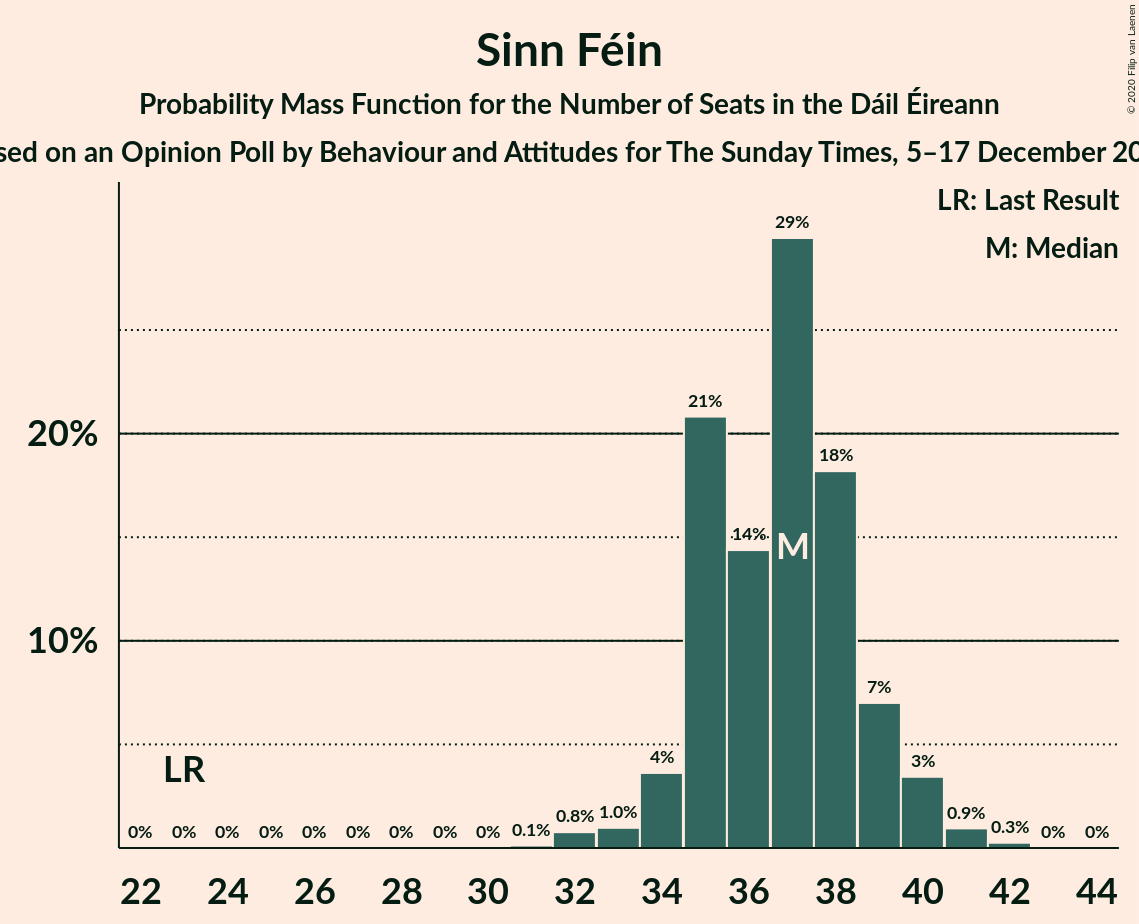 Sinn Féin
Probability Mass Function for the Number of Seats in the Dáil Éireann
sed on an Opinion Poll by Behaviour and Attitudes for The Sunday Times, 5–17 December 20
© 2020 Filip van Laenen
LR: Last Result
M: Median
29%
21%
20%
18%
14%
M
10%
7%
LR
4%
3%
0% 0% 0% 0% 0% 0% 0% 0% 0% 0.1% 0.8% 1.0% 0.9% 0.3% 0% 0%
22 24 26 28 30 32 34 36 38 40 42 44